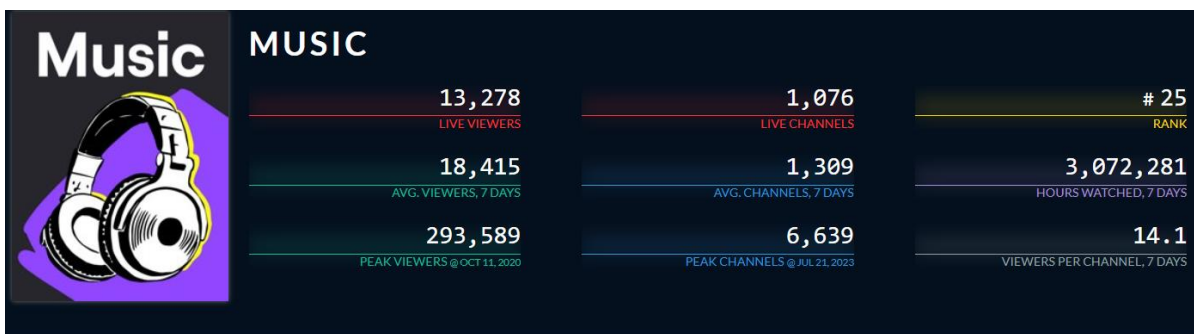 Music
MUSIC
13,278
LIVE VIEWERS
1,076
LIVE CHANNELS
# 25
RANK
18,415
AVG. VIEWERS, 7 DAYS
1,309
AVG. CHANNELS, 7 DAYS
3,072,281
HOURS WATCHED, 7 DAYS
293,589
PEAK VIEWERS @ OCT 11, 2020
6,639
PEAK CHANNELS @ JUL 21, 2023
14.1
VIEWERS PER CHANNEL, 7 DAYS